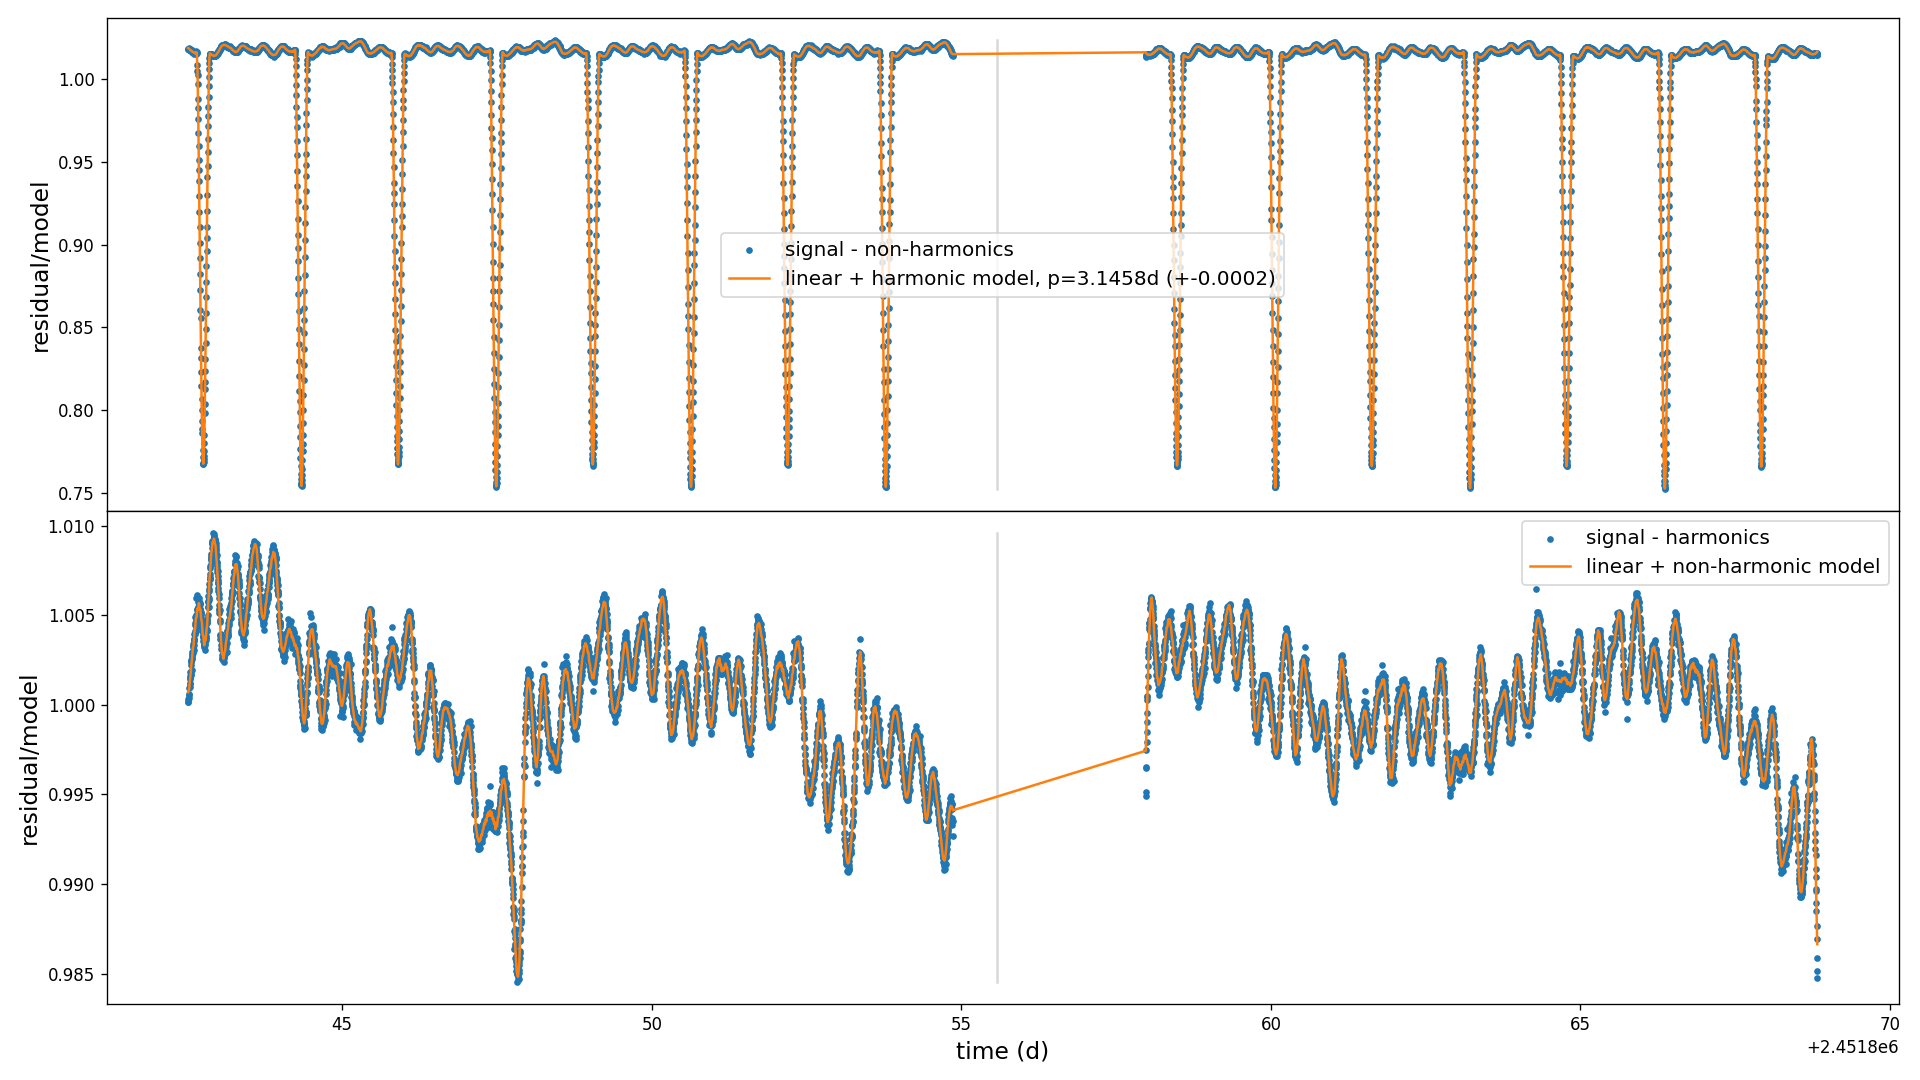 1.00
0.95
0.90
0.85
0.80
0.75
residual/model
signal - non-harmonics
linear + harmonic model, p=3.1458d (+-0.0002)
1.010
1.005
1.000
0.995
0.990
0.985
residual/model
signal - harmonics
linear + non-harmonic model
45
50
55
60
65
70
time (d)
+2.4518e6